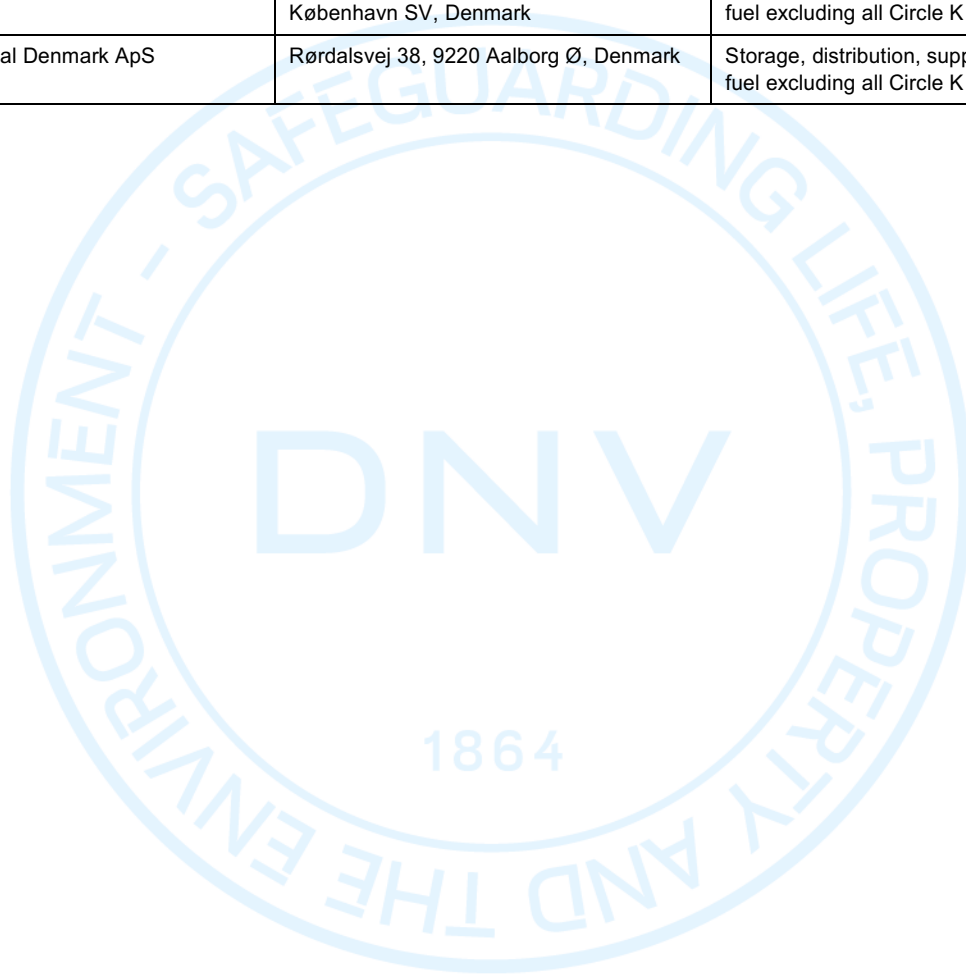 København SV, Denmark
fuel excluding all Circle K
al Denmark ApS
Rørdalsvej 38, 9220 Aalborg Ø, Denmark
Storage, distribution, supp
fuel excluding all Circle K
SAFEGUARDING LIFE, PROPERTY AND THE ENVIRONMENT -
DNV
1864